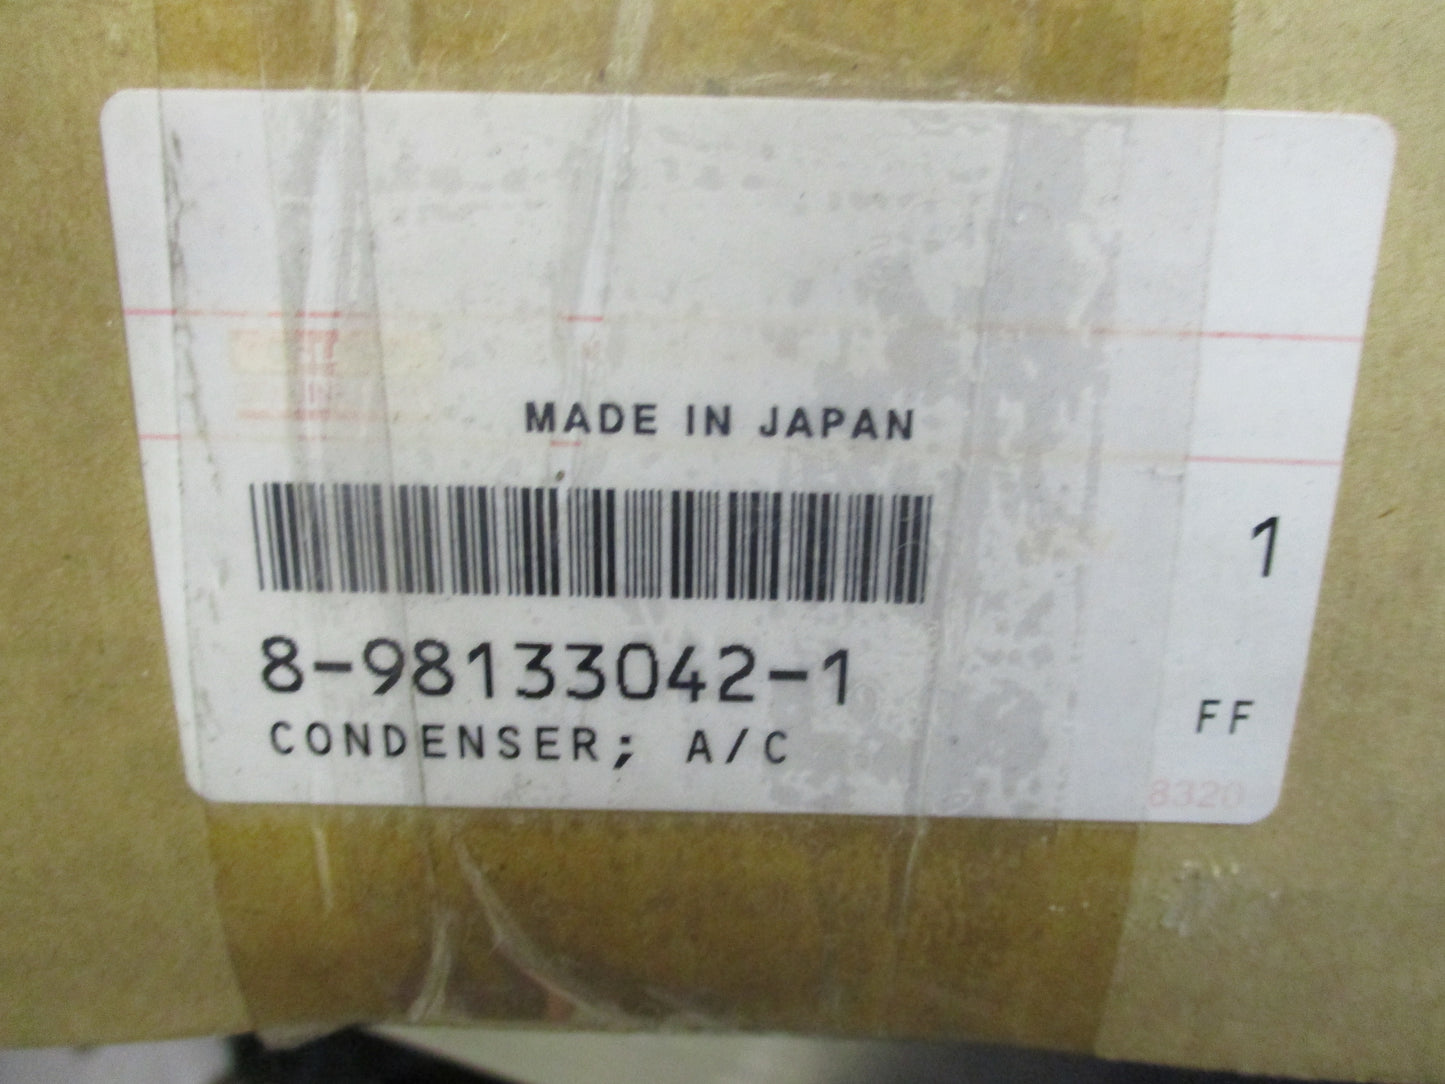 MADE IN JAPAN
1
8-98133042-1
CONDENSER; A/C
FF
8320